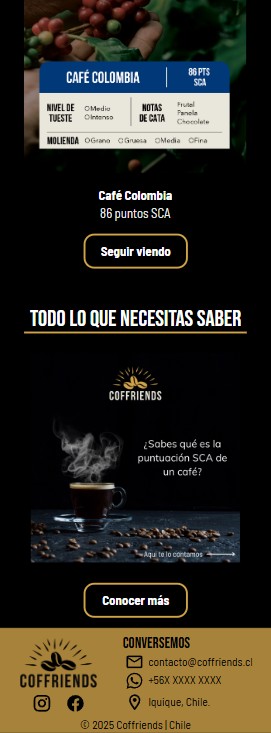 CAFÉ COLOMBIA
86 PTS
SCA
NIVEL DE
TUESTE
Medio
Intenso
NOTAS
DE CATA
Frutal
Panela
Chocolate
MOLIENDA Grano Gruesa Media Fina
Café Colombia
86 puntos SCA
Seguir viendo
TODO LO QUE NECESITAS SABER
COFFRIENDS
¿Sabes qué es la
puntuación SCA de
un café?
Aquí te lo contamos
Conocer más
COFFRIENDS
CONVERSEMOS
contacto@coffriends.cl
+56X XXXX XXXX
Iquique, Chile.
© 2025 Coffriends | Chile